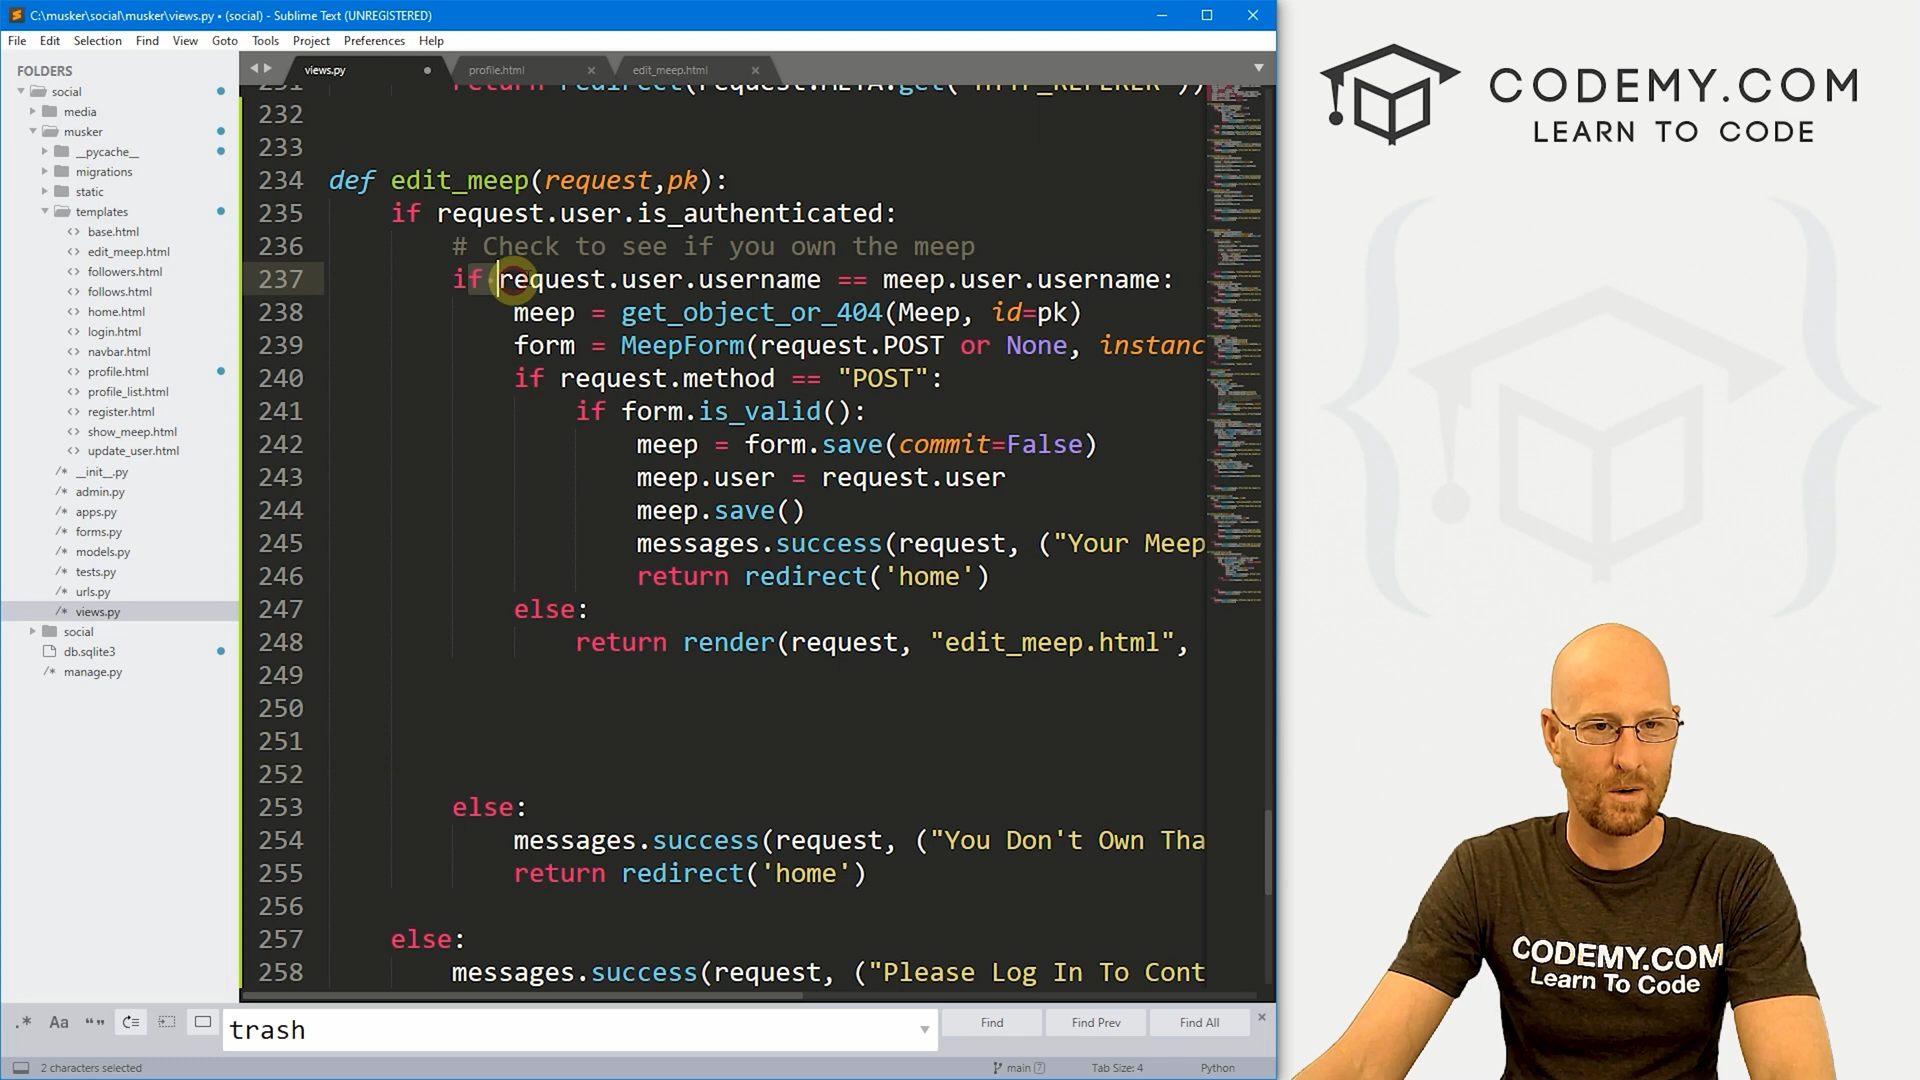 C:\musker\social\musker\views.py • (social) - Sublime Text (UNREGISTERED)
File Edit Selection Find View Goto Tools Project Preferences Help
FOLDERS
social
media
musker
__pycache__
migrations
static
templates
base.html
edit_meep.html
followers.html
follows.html
home.html
login.html
navbar.html
profile.html
profile_list.html
register.html
show_meep.html
update_user.html
__init__.py
admin.py
apps.py
forms.py
models.py
tests.py
urls.py
views.py
social
db.sqlite3
manage.py
views.py profile.html edit_meep.html
231 return redirect(request.META.get("HTTP_REFERER"))
232
233
234 def edit_meep(request,pk):
235 if request.user.is_authenticated:
236 # Check to see if you own the meep
237 if request.user.username == meep.user.username:
238 meep = get_object_or_404(Meep, id=pk)
239 form = MeepForm(request.POST or None, instanc
240 if request.method == "POST":
241 if form.is_valid():
242 meep = form.save(commit=False)
243 meep.user = request.user
244 meep.save()
245 messages.success(request, ("Your Meep
246 return redirect('home')
247 else:
248 return render(request, "edit_meep.html",
249
250
251
252
253 else:
254 messages.success(request, ("You Don't Own Tha
255 return redirect('home')
256
257 else:
258 messages.success(request, ("Please Log In To Cont
.* Aa “” trash Find Find Prev Find All
2 characters selected main 7 Tab Size: 4 Python
CODEMY.COM
LEARN TO CODE
CODEMY.COM
Learn To Code